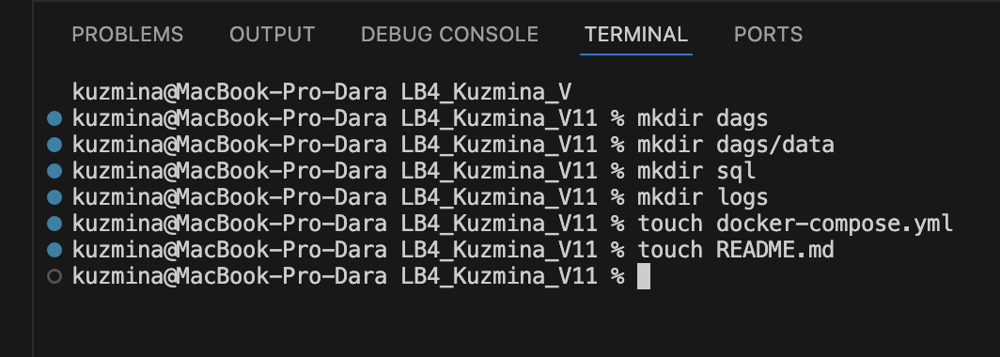 PROBLEMS OUTPUT DEBUG CONSOLE TERMINAL PORTS
kuzmina@MacBook-Pro-Dara LB4_Kuzmina_V
kuzmina@MacBook-Pro-Dara LB4_Kuzmina_V11 % mkdir dags
kuzmina@MacBook-Pro-Dara LB4_Kuzmina_V11 % mkdir dags/data
kuzmina@MacBook-Pro-Dara LB4_Kuzmina_V11 % mkdir sql
kuzmina@MacBook-Pro-Dara LB4_Kuzmina_V11 % mkdir logs
kuzmina@MacBook-Pro-Dara LB4_Kuzmina_V11 % touch docker-compose.yml
kuzmina@MacBook-Pro-Dara LB4_Kuzmina_V11 % touch README.md
kuzmina@MacBook-Pro-Dara LB4_Kuzmina_V11 %